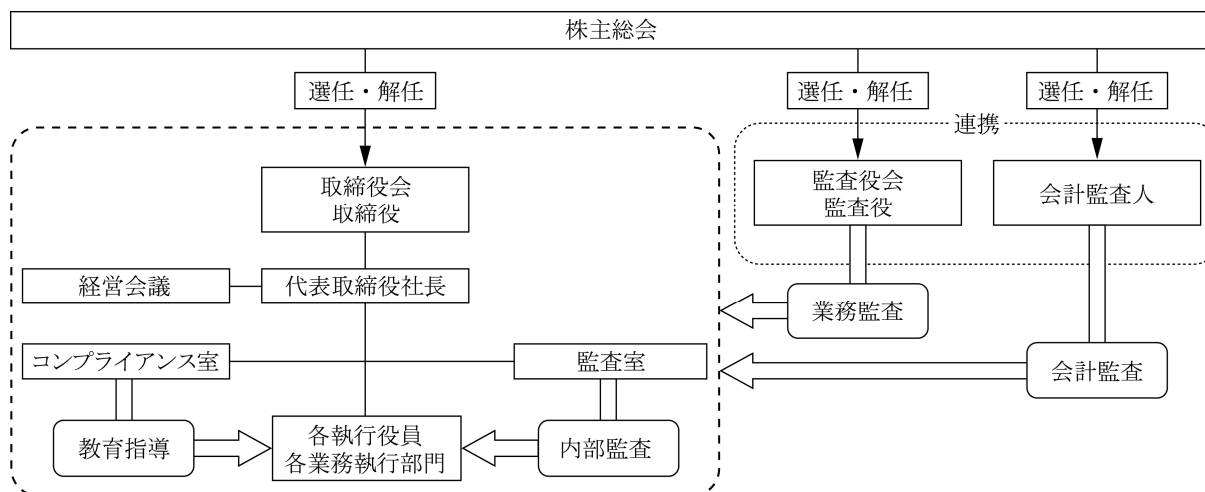 株主総会
選任・解任
選任・解任
選任・解任
連携
取締役会
取締役
監査役会
監査役
会計監査人
経営会議
代表取締役社長
業務監査
コンプライアンス室
監査室
会計監査
教育指導
各執行役員
各業務執行部門
内部監査